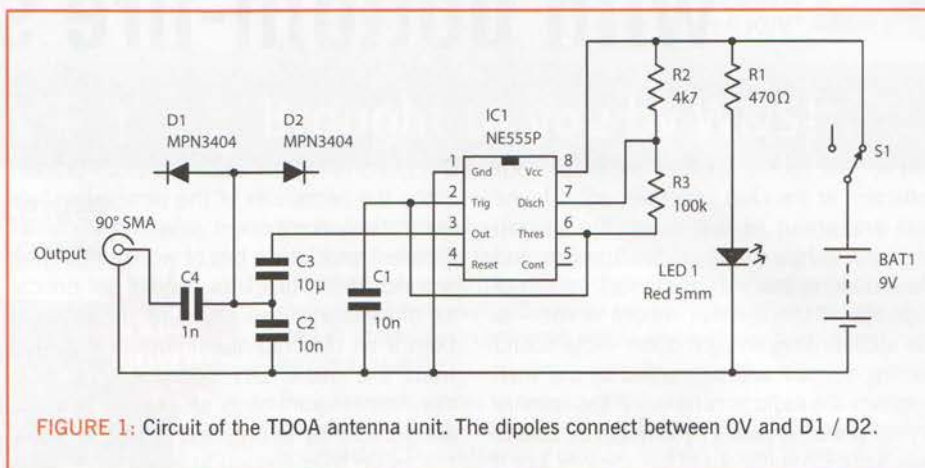 D1
MPN3404
D2
MPN3404
IC1
NE555P
1 Gnd Vcc 8
2 Trig Disch 7
3 Out Thres 6
4 Reset Cont 5
R2
4k7
R1
470Ω
S1
R3
100k
90° SMA
Output
C4
1n
C3
10µ
C2
10n
C1
10n
LED 1
Red 5mm
BAT1
9V
FIGURE 1: Circuit of the TDOA antenna unit. The dipoles connect between 0V and D1 / D2.